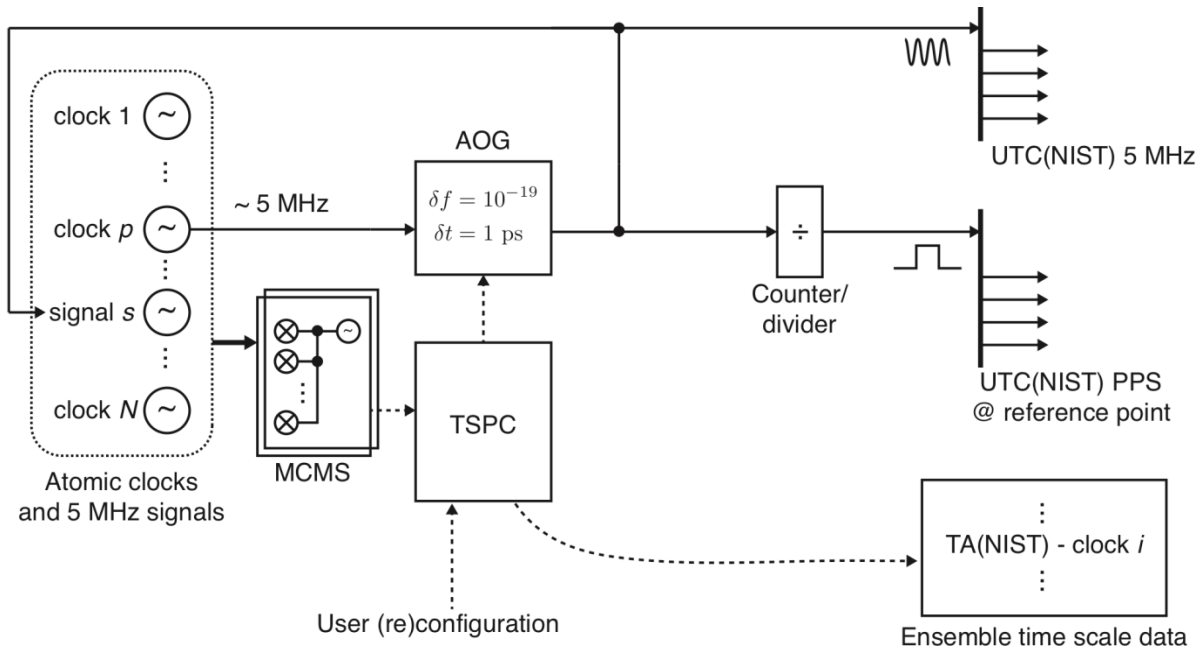 clock 1
⋮
clock p
⋮
signal s
⋮
clock N
Atomic clocks
and 5 MHz signals
~ 5 MHz
AOG
δf = 10⁻¹⁹
δt = 1 ps
MCMS
TSPC
User (re)configuration
÷
Counter/
divider
UTC(NIST) 5 MHz
UTC(NIST) PPS
@ reference point
⋮
TA(NIST) - clock i
⋮
Ensemble time scale data